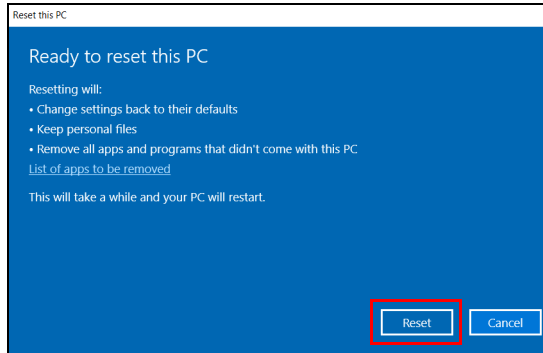 Reset this PC
Ready to reset this PC
Resetting will:
• Change settings back to their defaults
• Keep personal files
• Remove all apps and programs that didn't come with this PC
List of apps to be removed
This will take a while and your PC will restart.
Reset Cancel